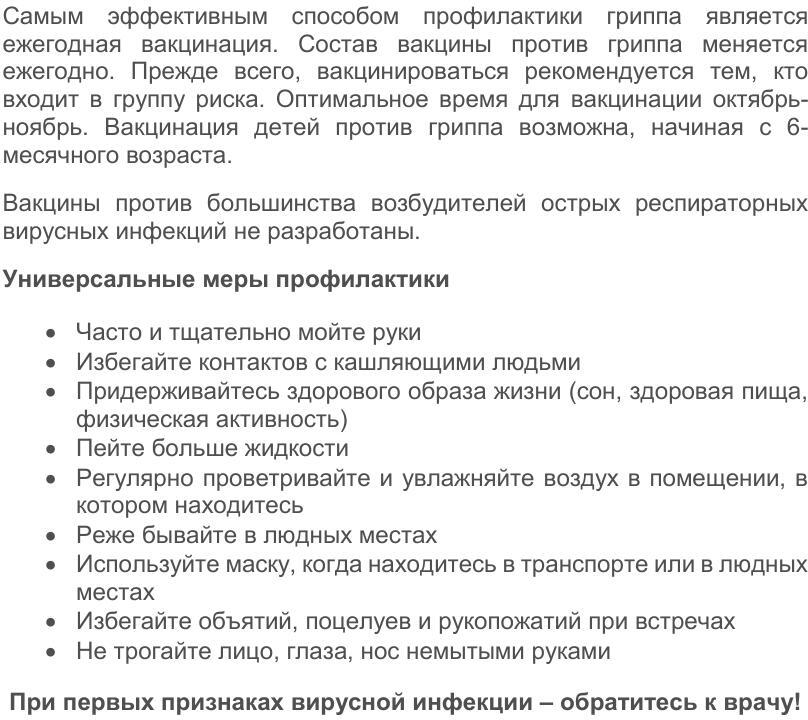 Самым эффективным способом профилактики гриппа является
ежегодная вакцинация. Состав вакцины против гриппа меняется
ежегодно. Прежде всего, вакцинироваться рекомендуется тем, кто
входит в группу риска. Оптимальное время для вакцинации октябрь-
ноябрь. Вакцинация детей против гриппа возможна, начиная с 6-
месячного возраста.
Вакцины против большинства возбудителей острых респираторных
вирусных инфекций не разработаны.
Универсальные меры профилактики
• Часто и тщательно мойте руки
• Избегайте контактов с кашляющими людьми
• Придерживайтесь здорового образа жизни (сон, здоровая пища,
физическая активность)
• Пейте больше жидкости
• Регулярно проветривайте и увлажняйте воздух в помещении, в
котором находитесь
• Реже бывайте в людных местах
• Используйте маску, когда находитесь в транспорте или в людных
местах
• Избегайте объятий, поцелуев и рукопожатий при встречах
• Не трогайте лицо, глаза, нос немытыми руками
При первых признаках вирусной инфекции – обратитесь к врачу!